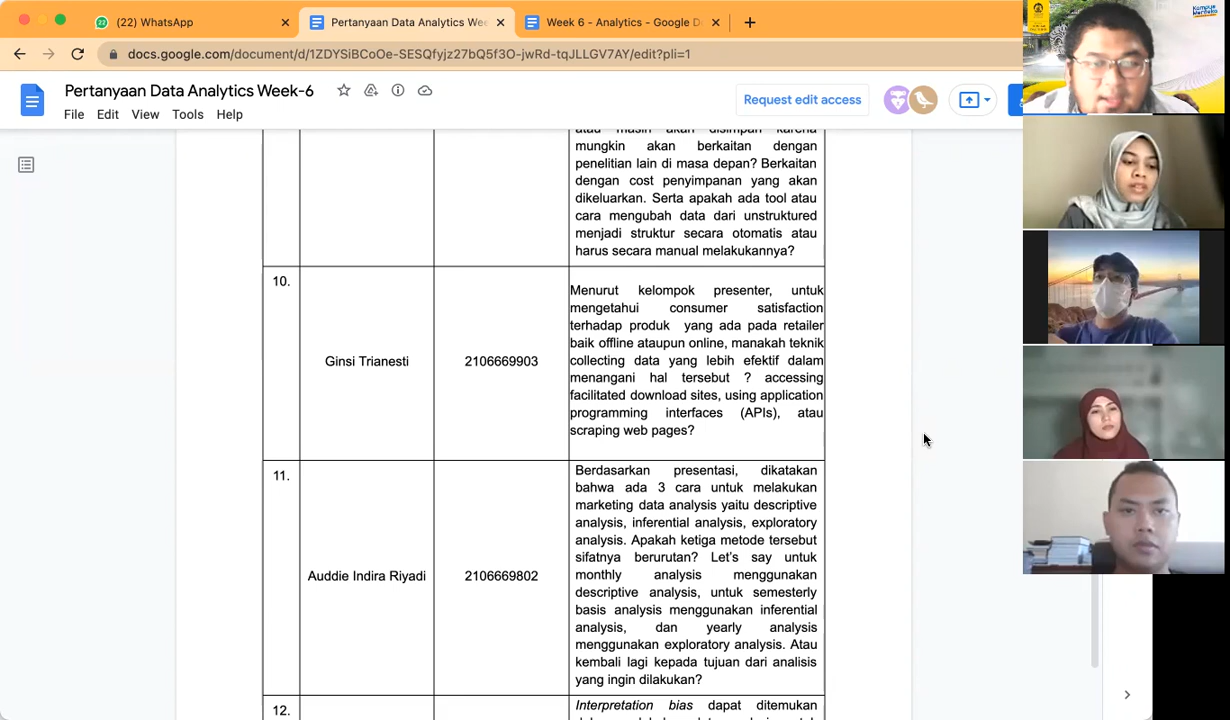 (22) WhatsApp
Pertanyaan Data Analytics Wee
Week 6 - Analytics - Google D
docs.google.com/document/d/1ZDYSiBCoOe-SESQfyjz27bQ5f3O-jwRd-tqJLLGV7AY/edit?pli=1
Pertanyaan Data Analytics Week-6
Request edit access
File Edit View Tools Help
atau masih akan disimpan karena
mungkin akan berkaitan dengan
penelitian lain di masa depan? Berkaitan
dengan cost penyimpanan yang akan
dikeluarkan. Serta apakah ada tool atau
cara mengubah data dari unstructured
menjadi struktur secara otomatis atau
harus secara manual melakukannya?
10.
Ginsi Trianesti
2106669903
Menurut kelompok presenter, untuk
mengetahui consumer satisfaction
terhadap produk yang ada pada retailer
baik offline ataupun online, manakah teknik
collecting data yang lebih efektif dalam
menangani hal tersebut ? accessing
facilitated download sites, using application
programming interfaces (APIs), atau
scraping web pages?
11.
Auddie Indira Riyadi
2106669802
Berdasarkan presentasi, dikatakan
bahwa ada 3 cara untuk melakukan
marketing data analysis yaitu descriptive
analysis, inferential analysis, exploratory
analysis. Apakah ketiga metode tersebut
sifatnya berurutan? Let's say untuk
monthly analysis menggunakan
descriptive analysis, untuk semesterly
basis analysis menggunakan inferential
analysis, dan yearly analysis
menggunakan exploratory analysis. Atau
kembali lagi kepada tujuan dari analisis
yang ingin dilakukan?
12.
Interpretation bias dapat ditemukan
Kampus
Merdeka